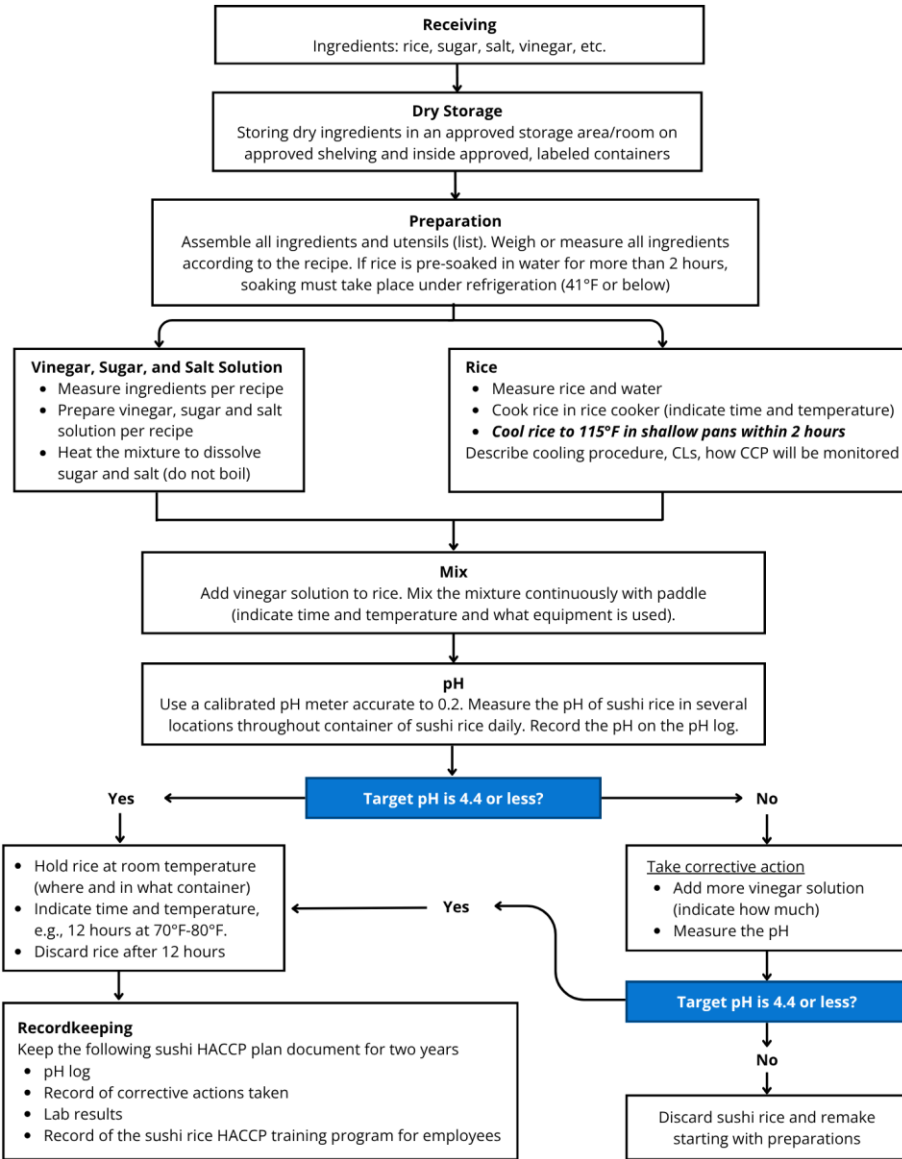 Receiving
Ingredients: rice, sugar, salt, vinegar, etc.
Dry Storage
Storing dry ingredients in an approved storage area/room on
approved shelving and inside approved, labeled containers
Preparation
Assemble all ingredients and utensils (list). Weigh or measure all ingredients
according to the recipe. If rice is pre-soaked in water for more than 2 hours,
soaking must take place under refrigeration (41°F or below)
Vinegar, Sugar, and Salt Solution
• Measure ingredients per recipe
• Prepare vinegar, sugar and salt
solution per recipe
• Heat the mixture to dissolve
sugar and salt (do not boil)
Rice
• Measure rice and water
• Cook rice in rice cooker (indicate time and temperature)
• Cool rice to 115°F in shallow pans within 2 hours
Describe cooling procedure, CLs, how CCP will be monitored
Mix
Add vinegar solution to rice. Mix the mixture continuously with paddle
(indicate time and temperature and what equipment is used).
pH
Use a calibrated pH meter accurate to 0.2. Measure the pH of sushi rice in several
locations throughout container of sushi rice daily. Record the pH on the pH log.
Yes
Target pH is 4.4 or less?
No
• Hold rice at room temperature
(where and in what container)
• Indicate time and temperature,
e.g., 12 hours at 70°F-80°F.
• Discard rice after 12 hours
Yes
Take corrective action
• Add more vinegar solution
(indicate how much)
• Measure the pH
Target pH is 4.4 or less?
No
Discard sushi rice and remake
starting with preparations
Recordkeeping
Keep the following sushi HACCP plan document for two years
• pH log
• Record of corrective actions taken
• Lab results
• Record of the sushi rice HACCP training program for employees